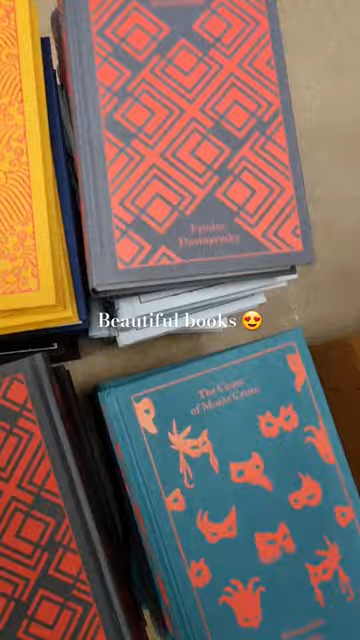 Fyodor
Dostoyevsky
Beautiful books 😍
The Count
of Monte Cristo